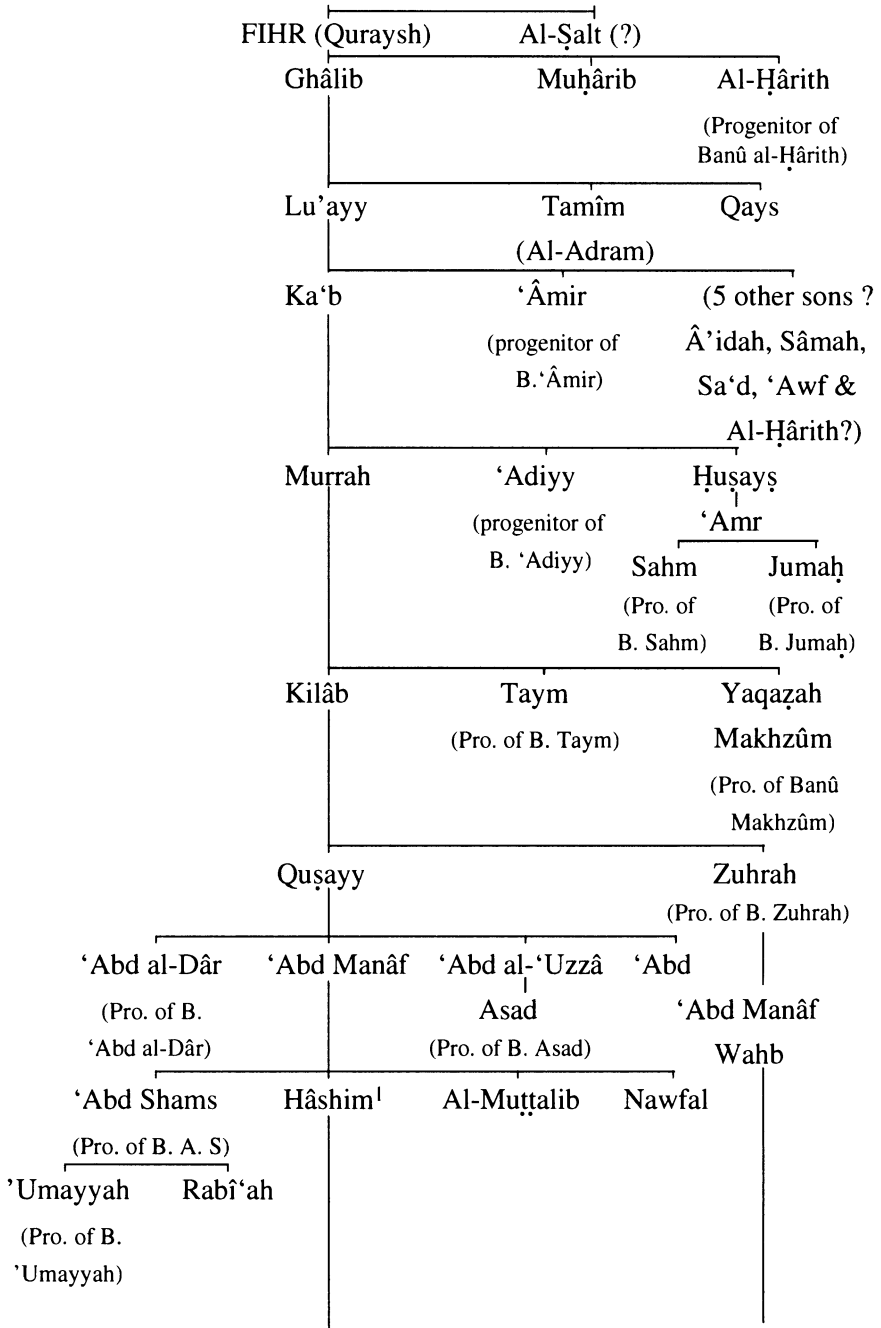 FIHR (Quraysh) Al-Ṣalt (?)
Ghâlib Muḥârib Al-Ḥârith
(Progenitor of
Banû al-Ḥârith)
Lu’ayy Tamîm Qays
(Al-Adram)
Ka‘b ‘Âmir (5 other sons ?
(progenitor of Â’idah, Sâmah,
B.‘Âmir) Sa‘d, ‘Awf &
Al-Ḥârith?)
Murrah ‘Adiyy Ḥuṣayṣ
(progenitor of ‘Amr
B. ‘Adiyy) Sahm Jumaḥ
(Pro. of (Pro. of
B. Sahm) B. Jumaḥ)
Kilâb Taym Yaqaẓah
(Pro. of B. Taym) Makhzûm
(Pro. of Banû
Makhzûm)
Quṣayy Zuhrah
(Pro. of B. Zuhrah)
‘Abd al-Dâr ‘Abd Manâf ‘Abd al-‘Uzzâ ‘Abd
(Pro. of B. Asad ‘Abd Manâf
‘Abd al-Dâr) (Pro. of B. Asad) Wahb
‘Abd Shams Hâshim¹ Al-Muṭṭalib Nawfal
(Pro. of B. A. S)
’Umayyah Rabî‘ah
(Pro. of B.
’Umayyah)